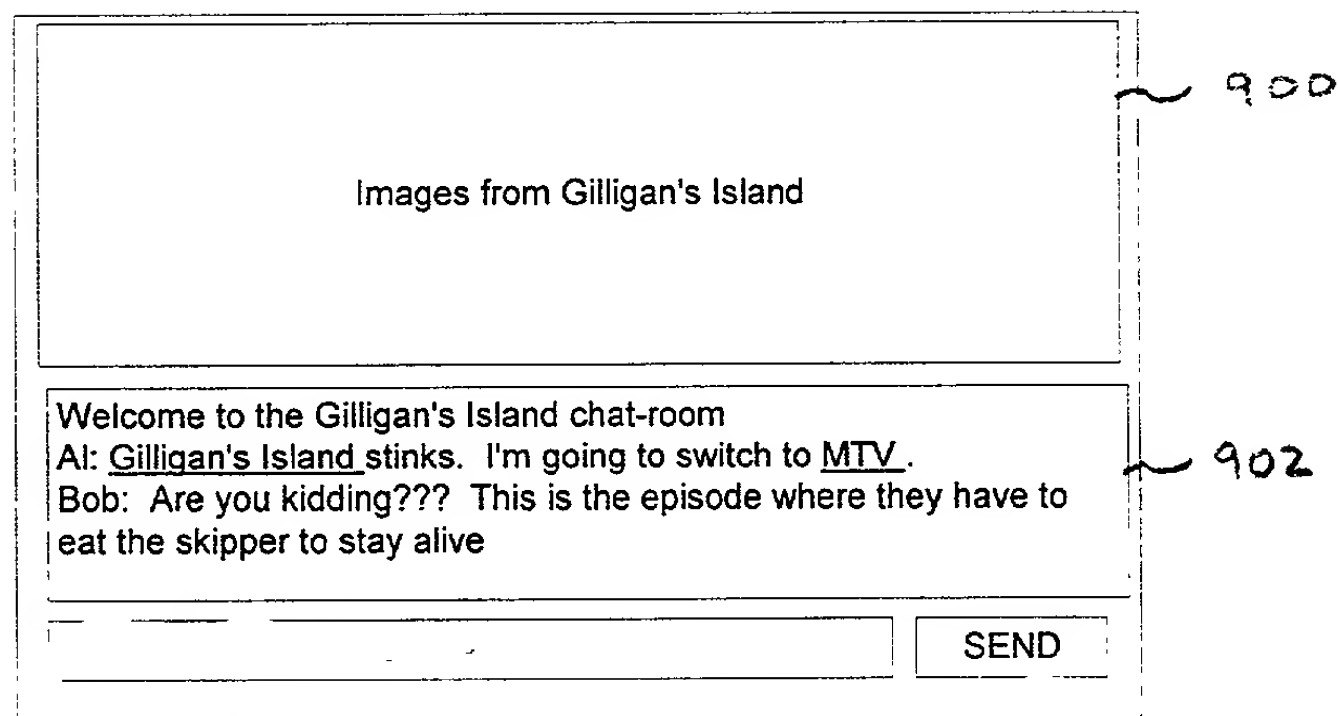 900
Images from Gilligan's Island
Welcome to the Gilligan's Island chat-room
Al: Gilligan's Island stinks. I'm going to switch to MTV .
Bob: Are you kidding??? This is the episode where they have to
eat the skipper to stay alive
902
SEND